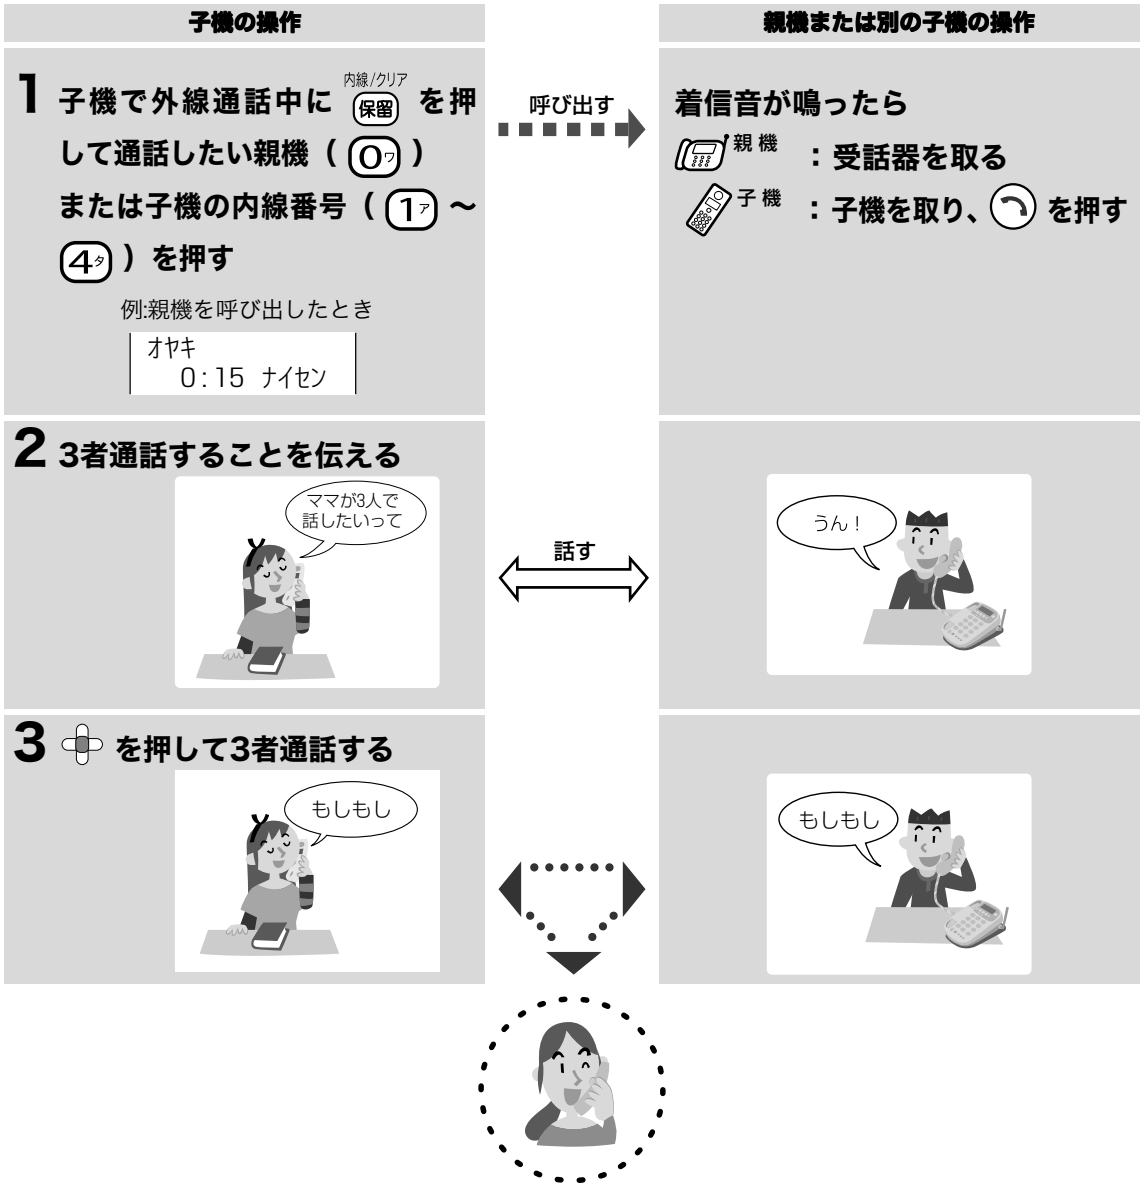 子機の操作
親機または別の子機の操作
1 子機で外線通話中に 内線/クリア 保留 を押
して通話したい親機（ 0ワ ）
または子機の内線番号（ 1ア ～
4タ ）を押す
例:親機を呼び出したとき
オヤキ
0:15 ナイセン
呼び出す
着信音が鳴ったら
親機 ：受話器を取る
子機 ：子機を取り、 を押す
2 3者通話することを伝える
ママが3人で
話したいって
話す
うん！
3 を押して3者通話する
もしもし
もしもし